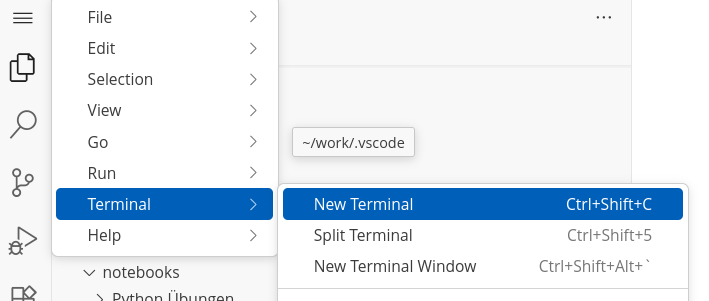 File
...
Edit
Selection
View
Go
~/work/.vscode
Run
Terminal
New Terminal Ctrl+Shift+C
Split Terminal Ctrl+Shift+5
Help
New Terminal Window Ctrl+Shift+Alt+`
notebooks
Python Übungen